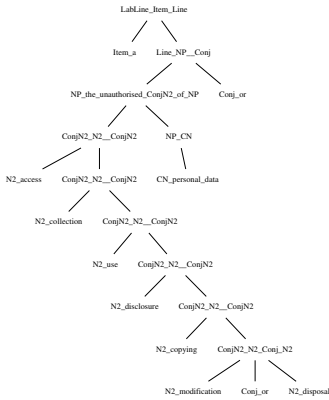 LabLine_Item_Line
Item_a Line_NP__Conj
NP_the_unauthorised_ConjN2_of_NP Conj_or
ConjN2_N2__ConjN2 NP_CN
N2_access ConjN2_N2__ConjN2 CN_personal_data
N2_collection ConjN2_N2__ConjN2
N2_use ConjN2_N2__ConjN2
N2_disclosure ConjN2_N2__ConjN2
N2_copying ConjN2_N2_Conj_N2
N2_modification Conj_or N2_disposal